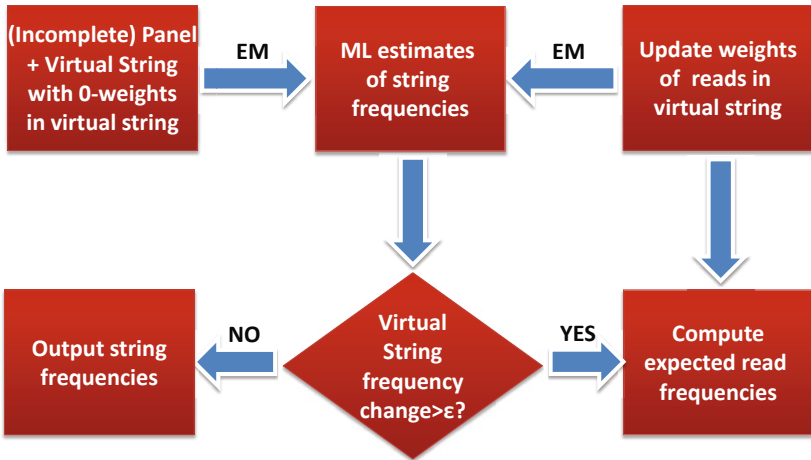 (Incomplete) Panel
+ Virtual String
with 0-weights
in virtual string
EM
ML estimates
of string
frequencies
EM
Update weights
of reads in
virtual string
Output string
frequencies
NO
Virtual
String
frequency
change>ε?
YES
Compute
expected read
frequencies